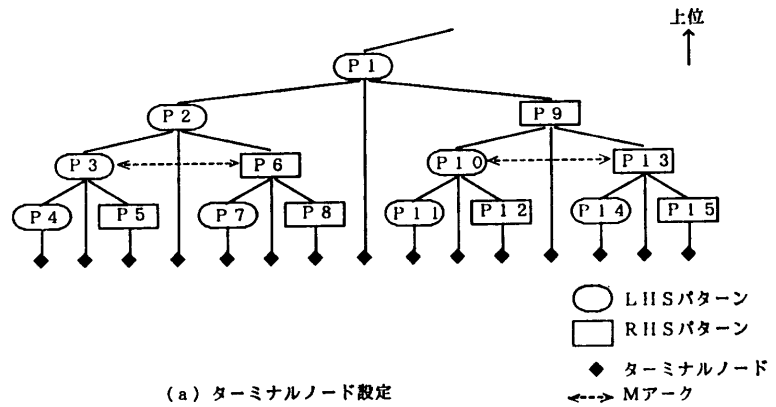 上位
P1
P2
P9
P3
P6
P10
P13
P4
P5
P7
P8
P11
P12
P14
P15
LHSパターン
RHSパターン
ターミナルノード
Mアーク
(a) ターミナルノード設定